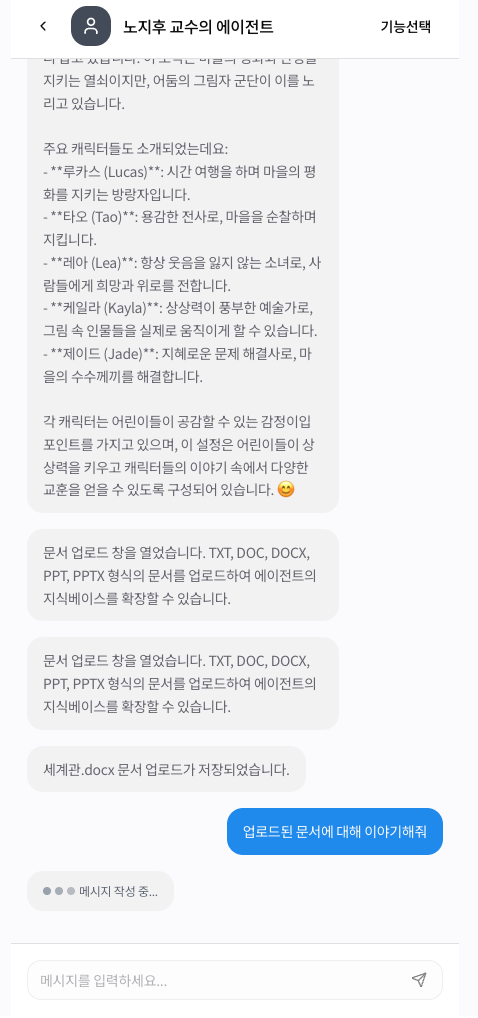 노지후 교수의 에이전트
기능선택
지키는 열쇠이지만, 어둠의 그림자 군단이 이를 노
리고 있습니다.
주요 캐릭터들도 소개되었는데요:
- **루카스 (Lucas)**: 시간 여행을 하며 마을의 평
화를 지키는 방랑자입니다.
- **타오 (Tao)**: 용감한 전사로, 마을을 순찰하며
지킵니다.
- **레아 (Lea)**: 항상 웃음을 잃지 않는 소녀로, 사
람들에게 희망과 위로를 전합니다.
- **케일라 (Kayla)**: 상상력이 풍부한 예술가로,
그림 속 인물들을 실제로 움직이게 할 수 있습니다.
- **제이드 (Jade)**: 지혜로운 문제 해결사로, 마
을의 수수께끼를 해결합니다.
각 캐릭터는 어린이들이 공감할 수 있는 감정이입
포인트를 가지고 있으며, 이 설정은 어린이들이 상
상력을 키우고 캐릭터들의 이야기 속에서 다양한
교훈을 얻을 수 있도록 구성되어 있습니다. 😊
문서 업로드 창을 열었습니다. TXT, DOC, DOCX,
PPT, PPTX 형식의 문서를 업로드하여 에이전트의
지식베이스를 확장할 수 있습니다.
문서 업로드 창을 열었습니다. TXT, DOC, DOCX,
PPT, PPTX 형식의 문서를 업로드하여 에이전트의
지식베이스를 확장할 수 있습니다.
세계관.docx 문서 업로드가 저장되었습니다.
업로드된 문서에 대해 이야기해줘
메시지 작성 중...
메시지를 입력하세요...